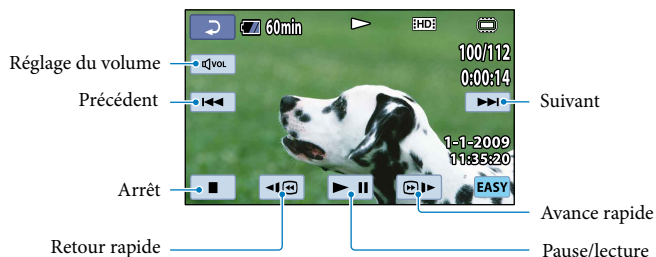 60min
HD
100/112
0:00:14
VOL
Réglage du volume
Précédent
Suivant
1-1-2009
11:35:20
Arrêt
EASY
Avance rapide
Retour rapide
Pause/lecture